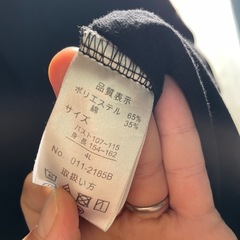 品質表示
ポリエステル 65%
綿 35%
サイズ
バスト107-115
身長154-162
4L
No. 011-2185B
取扱い方